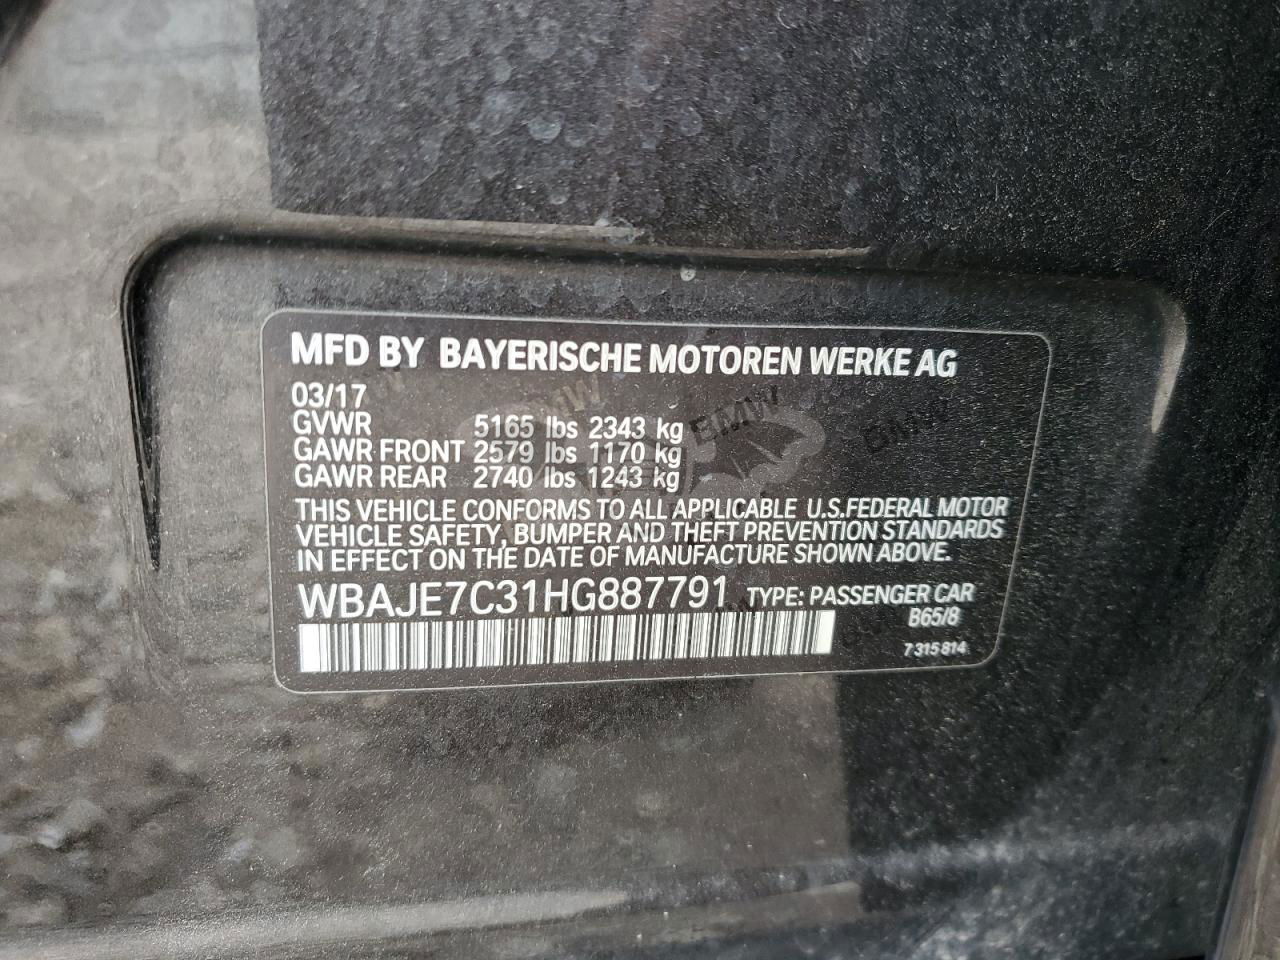 MFD BY BAYERISCHE MOTOREN WERKE AG
03/17
GVWR 5165 lbs 2343 kg
GAWR FRONT 2579 lbs 1170 kg
GAWR REAR 2740 lbs 1243 kg
THIS VEHICLE CONFORMS TO ALL APPLICABLE U.S.FEDERAL MOTOR
VEHICLE SAFETY, BUMPER AND THEFT PREVENTION STANDARDS
IN EFFECT ON THE DATE OF MANUFACTURE SHOWN ABOVE.
WBAJE7C31HG887791 TYPE: PASSENGER CAR
B65/8
7 315 814
BMW
BMW
BMW